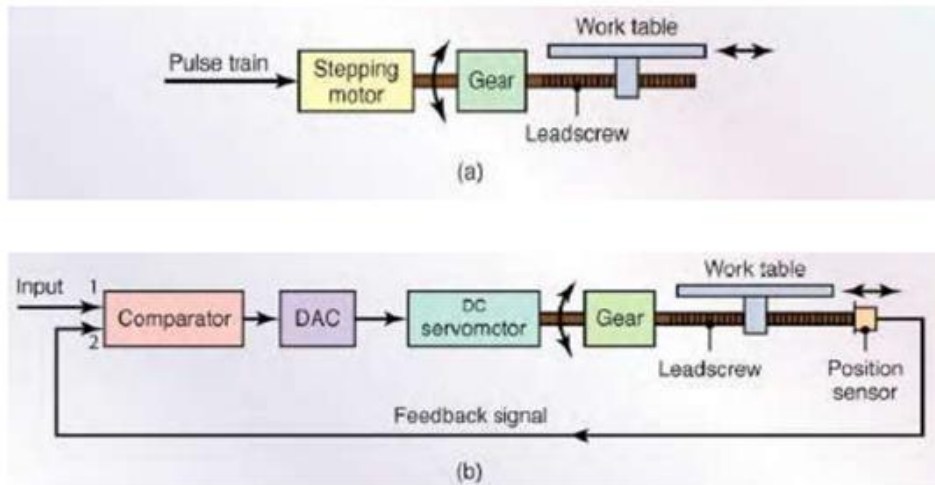 Work table
Pulse train
Stepping
motor
Gear
Leadscrew
(a)
Work table
Input
1
2
Comparator
DAC
DC
servomctor
Gear
Leadscrew
Position
sensor
Feedback signal
(b)